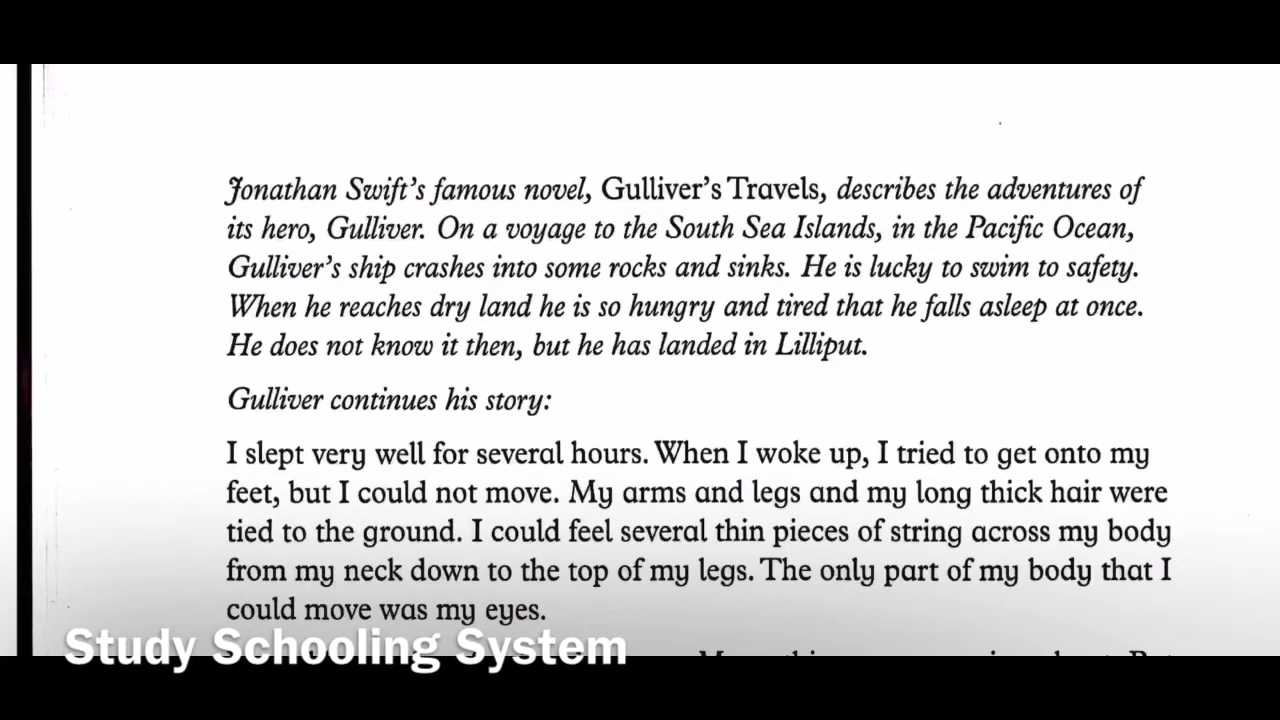 Jonathan Swift's famous novel, Gulliver's Travels, describes the adventures of
its hero, Gulliver. On a voyage to the South Sea Islands, in the Pacific Ocean,
Gulliver's ship crashes into some rocks and sinks. He is lucky to swim to safety.
When he reaches dry land he is so hungry and tired that he falls asleep at once.
He does not know it then, but he has landed in Lilliput.
Gulliver continues his story:
I slept very well for several hours. When I woke up, I tried to get onto my
feet, but I could not move. My arms and legs and my long thick hair were
tied to the ground. I could feel several thin pieces of string across my body
from my neck down to the top of my legs. The only part of my body that I
could move was my eyes.
Study Schooling System